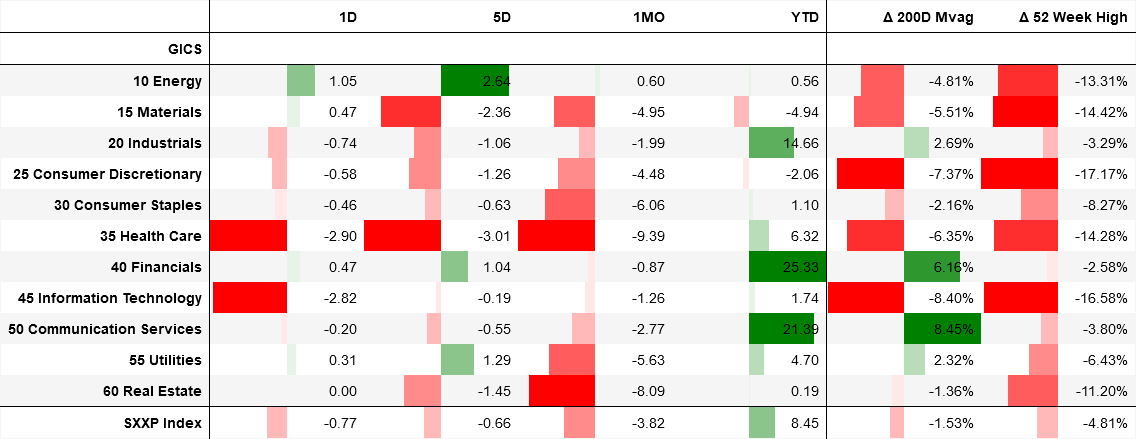 1D 5D 1MO YTD Δ 200D Mvag Δ 52 Week High
GICS
10 Energy 1.05 2.64 0.60 0.56 -4.81% -13.31%
15 Materials 0.47 -2.36 -4.95 -4.94 -5.51% -14.42%
20 Industrials -0.74 -1.06 -1.99 14.66 2.69% -3.29%
25 Consumer Discretionary -0.58 -1.26 -4.48 -2.06 -7.37% -17.17%
30 Consumer Staples -0.46 -0.63 -6.06 1.10 -2.16% -8.27%
35 Health Care -2.90 -3.01 -9.39 6.32 -6.35% -14.28%
40 Financials 0.47 1.04 -0.87 25.33 6.16% -2.58%
45 Information Technology -2.82 -0.19 -1.26 1.74 -8.40% -16.58%
50 Communication Services -0.20 -0.55 -2.77 21.39 8.45% -3.80%
55 Utilities 0.31 1.29 -5.63 4.70 2.32% -6.43%
60 Real Estate 0.00 -1.45 -8.09 0.19 -1.36% -11.20%
SXXP Index -0.77 -0.66 -3.82 8.45 -1.53% -4.81%